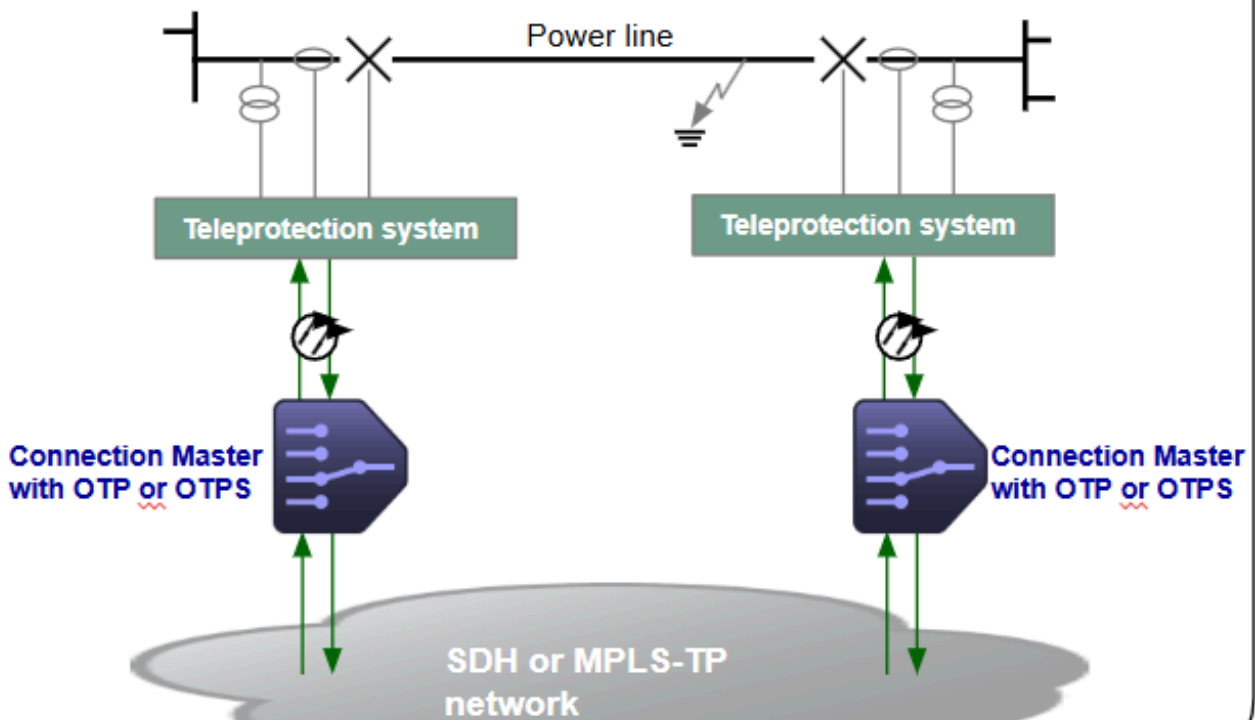 Power line
Teleprotection system
Teleprotection system
Connection Master
with OTP or OTPS
Connection Master
with OTP or OTPS
SDH or MPLS-TP
network